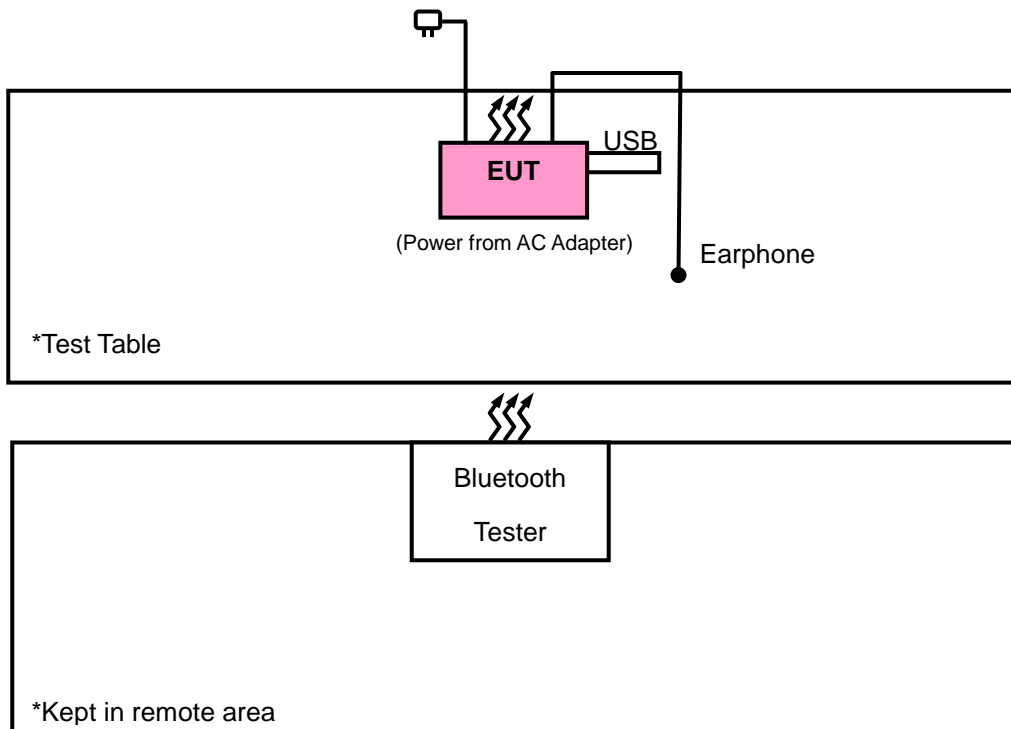 USB
EUT
(Power from AC Adapter)
Earphone
*Test Table
Bluetooth
Tester
*Kept in remote area